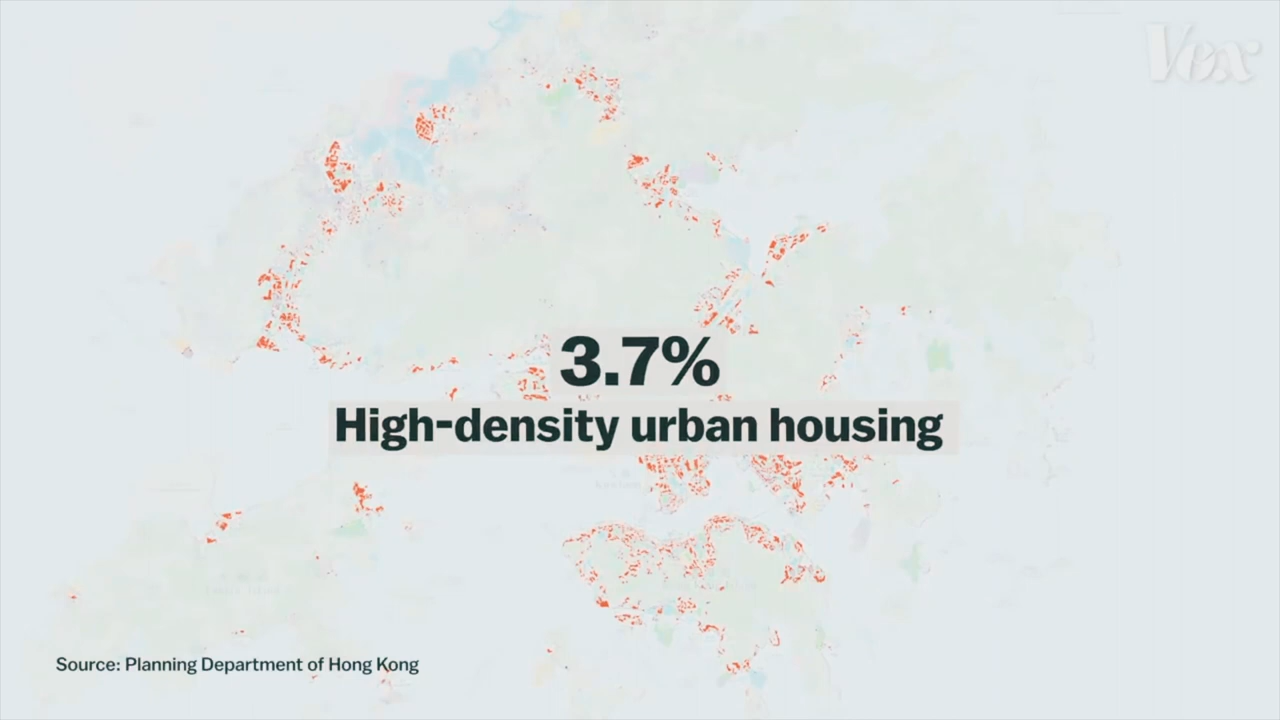 Vox
3.7%
High-density urban housing
Source: Planning Department of Hong Kong